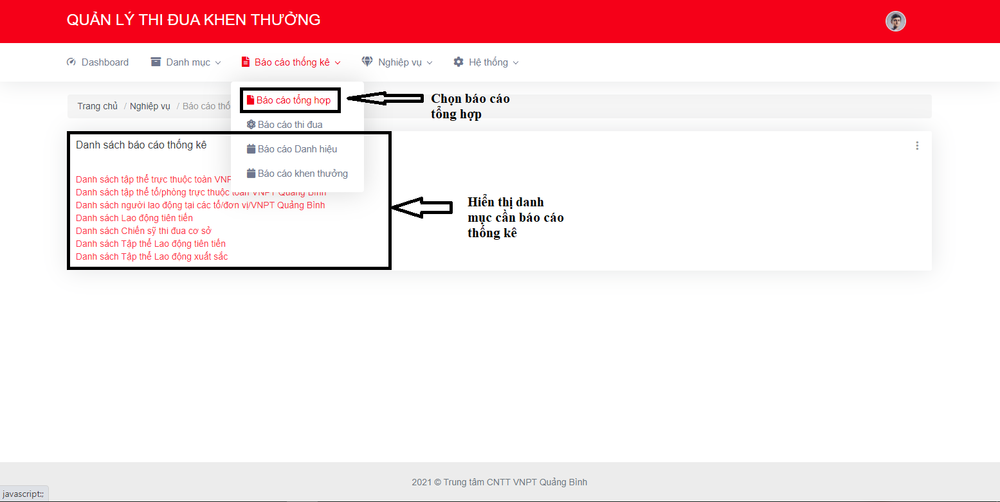 QUẢN LÝ THI ĐUA KHEN THƯỞNG
Dashboard
Danh mục
Báo cáo thống kê
Nghiệp vụ
Hệ thống
Báo cáo tổng hợp
Báo cáo thi đua
Báo cáo Danh hiệu
Báo cáo khen thưởng
Chọn báo cáo
tổng hợp
Trang chủ / Nghiệp vụ / Báo cáo thố
Danh sách báo cáo thống kê
Danh sách tập thể trực thuộc toàn VNP
Danh sách tập thể tổ/phòng trực thuộc toàn VNPT Quảng Bình
Danh sách người lao động tại các tổ/đơn vị/VNPT Quảng Bình
Danh sách Lao động tiên tiến
Danh sách Chiến sỹ thi đua cơ sở
Danh sách Tập thể Lao động tiên tiến
Danh sách Tập thể Lao động xuất sắc
Hiển thị danh
mục cần báo cáo
thống kê
2021 © Trung tâm CNTT VNPT Quảng Bình
javascript:;